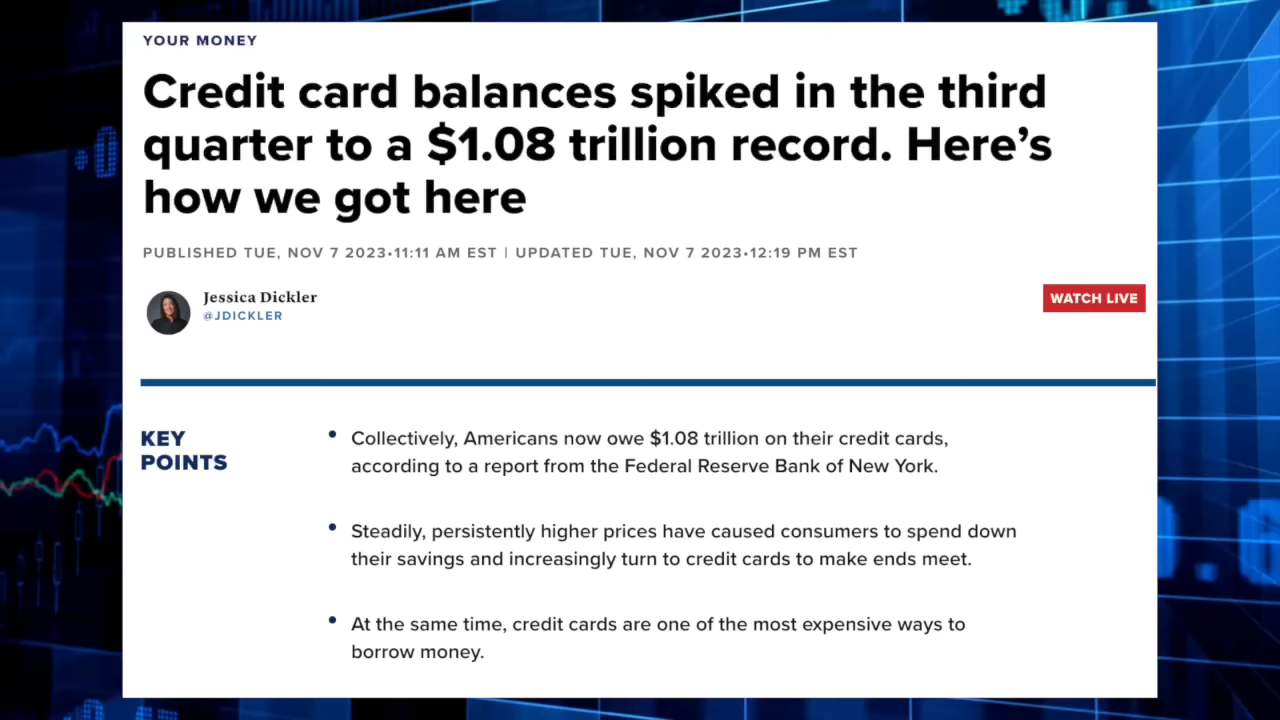 YOUR MONEY
Credit card balances spiked in the third
quarter to a $1.08 trillion record. Here’s
how we got here
PUBLISHED TUE, NOV 7 2023•11:11 AM EST | UPDATED TUE, NOV 7 2023•12:19 PM EST
Jessica Dickler
@JDICKLER
WATCH LIVE
KEY
POINTS
• Collectively, Americans now owe $1.08 trillion on their credit cards,
according to a report from the Federal Reserve Bank of New York.
• Steadily, persistently higher prices have caused consumers to spend down
their savings and increasingly turn to credit cards to make ends meet.
• At the same time, credit cards are one of the most expensive ways to
borrow money.